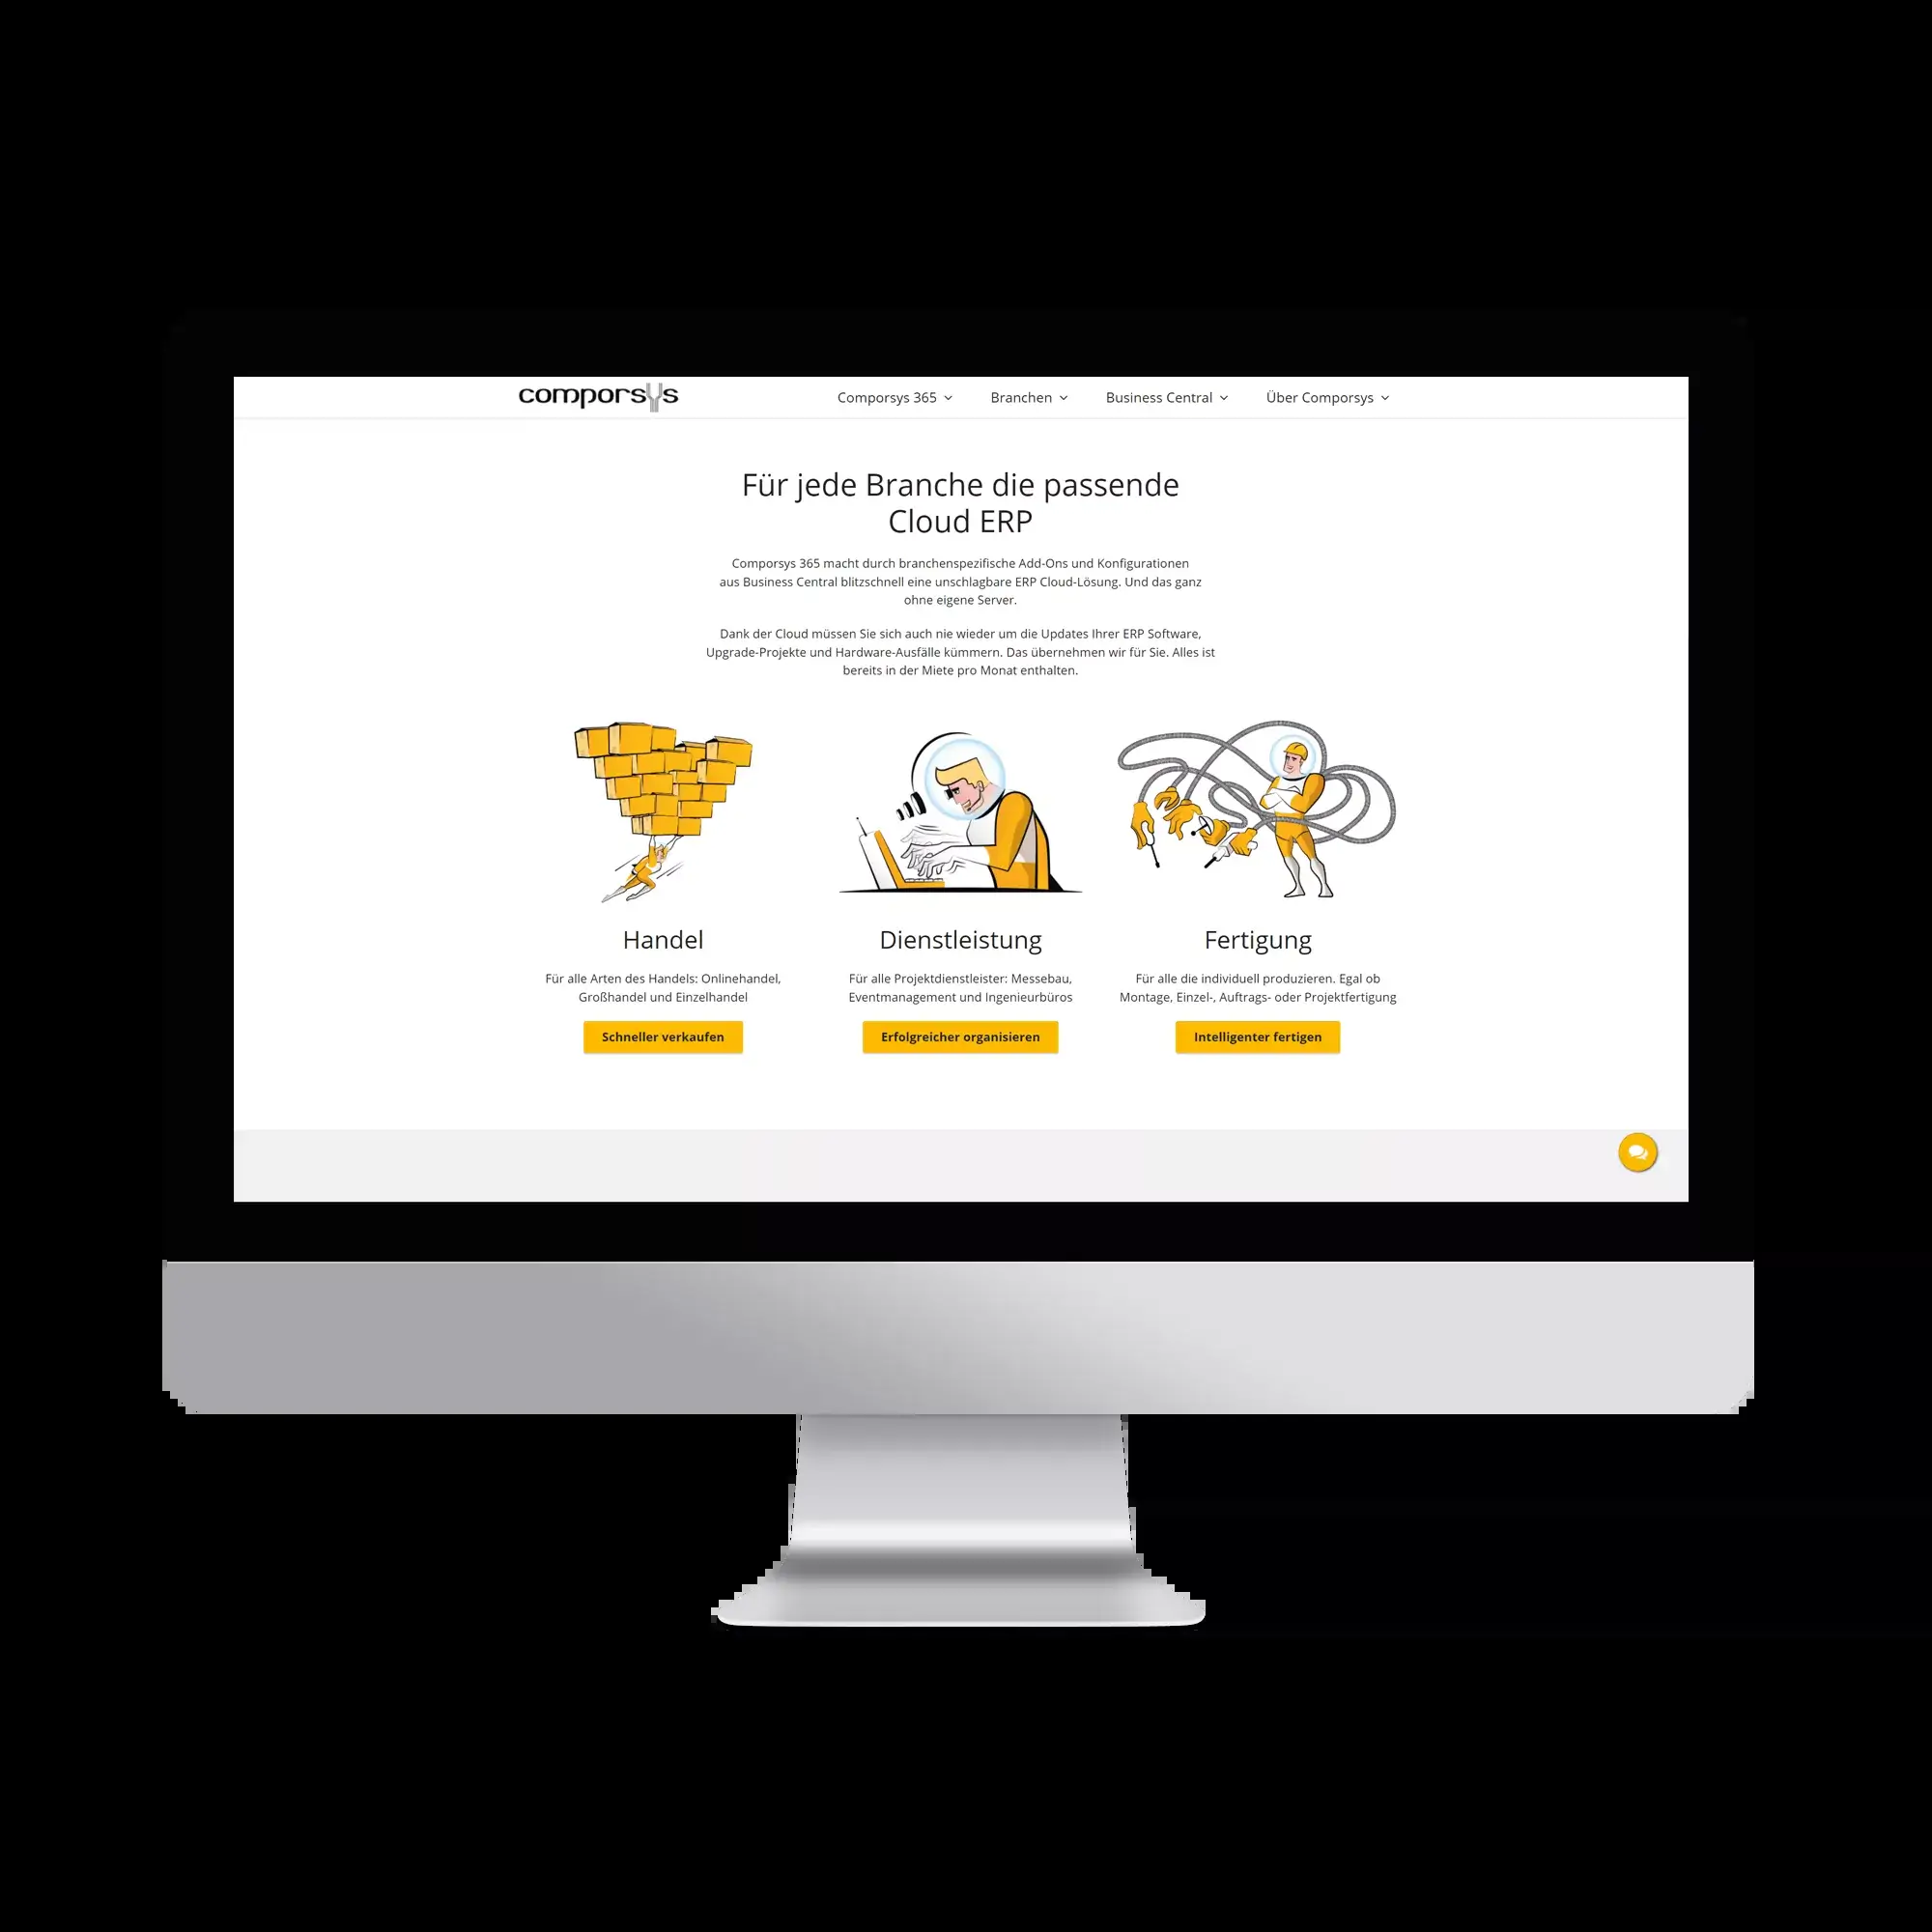 comporsys
Comporsys 365
Branchen
Business Central
Über Comporsys
Für jede Branche die passende
Cloud ERP
Comporsys 365 macht durch branchenspezifische Add-Ons und Konfigurationen
aus Business Central blitzschnell eine unschlagbare ERP Cloud-Lösung. Und das ganz
ohne eigene Server.
Dank der Cloud müssen Sie sich auch nie wieder um die Updates Ihrer ERP Software,
Upgrade-Projekte und Hardware-Ausfälle kümmern. Das übernehmen wir für Sie. Alles ist
bereits in der Miete pro Monat enthalten.
Handel
Für alle Arten des Handels: Onlinehandel,
Großhandel und Einzelhandel
Schneller verkaufen
Dienstleistung
Für alle Projektdienstleister: Messebau,
Eventmanagement und Ingenieurbüros
Erfolgreicher organisieren
Fertigung
Für alle die individuell produzieren. Egal ob
Montage, Einzel-, Auftrags- oder Projektfertigung
Intelligenter fertigen